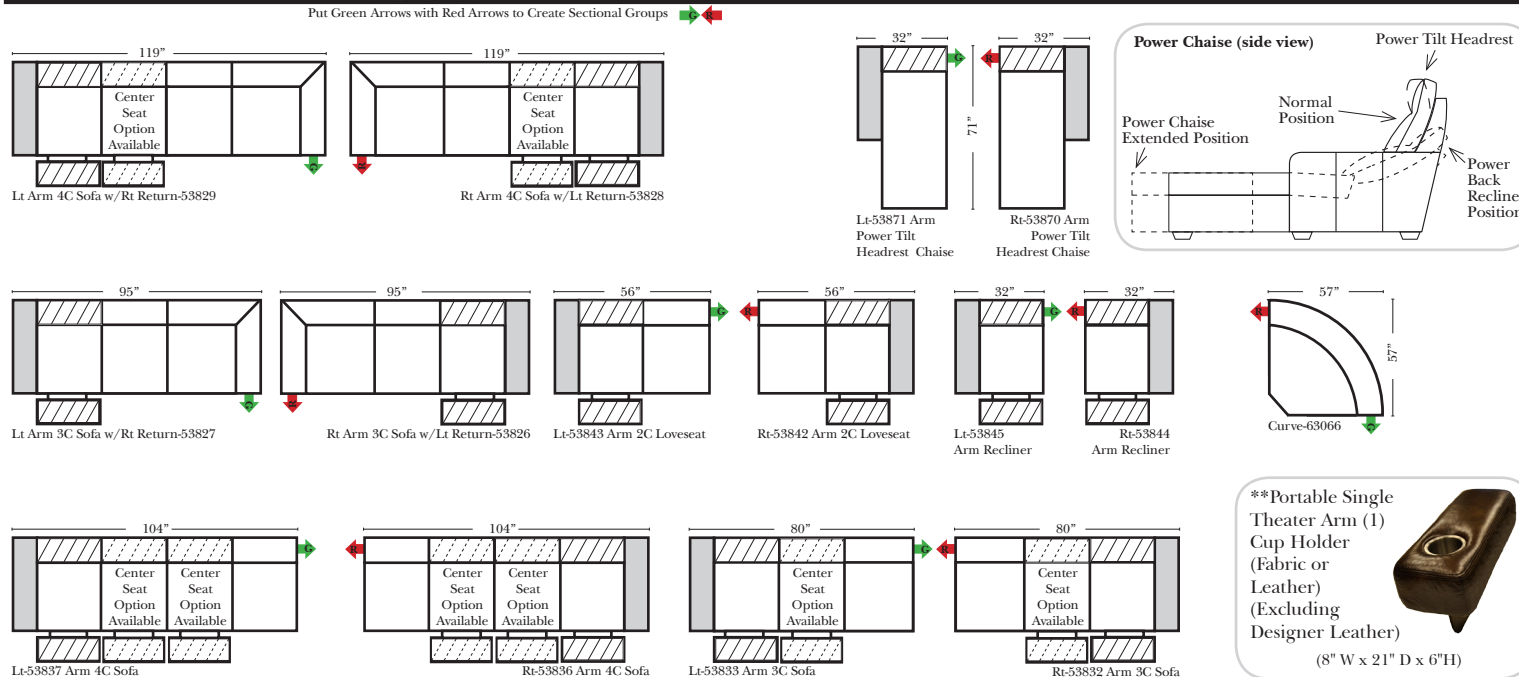 Put Green Arrows with Red Arrows to Create Sectional Groups
G R
119”
Center
Seat
Option
Available
G
Lt Arm 4C Sofa w/Rt Return-53829
119”
Center
Seat
Option
Available
R
Rt Arm 4C Sofa w/Lt Return-53828
32”
G
71”
Lt-53871 Arm
Power Tilt
Headrest Chaise
32”
R
Rt-53870 Arm
Power Tilt
Headrest Chaise
Power Chaise (side view)
Power Tilt Headrest
Normal
Position
Power Chaise
Extended Position
Power
Back
Recline
Position
95”
G
Lt Arm 3C Sofa w/Rt Return-53827
95”
R
Rt Arm 3C Sofa w/Lt Return-53826
56”
G
Lt-53843 Arm 2C Loveseat
56”
R
Rt-53842 Arm 2C Loveseat
32”
G
Lt-53845
Arm Recliner
32”
R
Rt-53844
Arm Recliner
57”
R
57”
G
Curve-63066
104”
G
Center
Seat
Option
Available
Center
Seat
Option
Available
Lt-53837 Arm 4C Sofa
104”
R
Center
Seat
Option
Available
Center
Seat
Option
Available
Rt-53836 Arm 4C Sofa
80”
G
Center
Seat
Option
Available
Lt-53833 Arm 3C Sofa
80”
R
Center
Seat
Option
Available
Rt-53832 Arm 3C Sofa
**Portable Single
Theater Arm (1)
Cup Holder
(Fabric or
Leather)
(Excluding
Designer Leather)
(8" W x 21" D x 6"H)